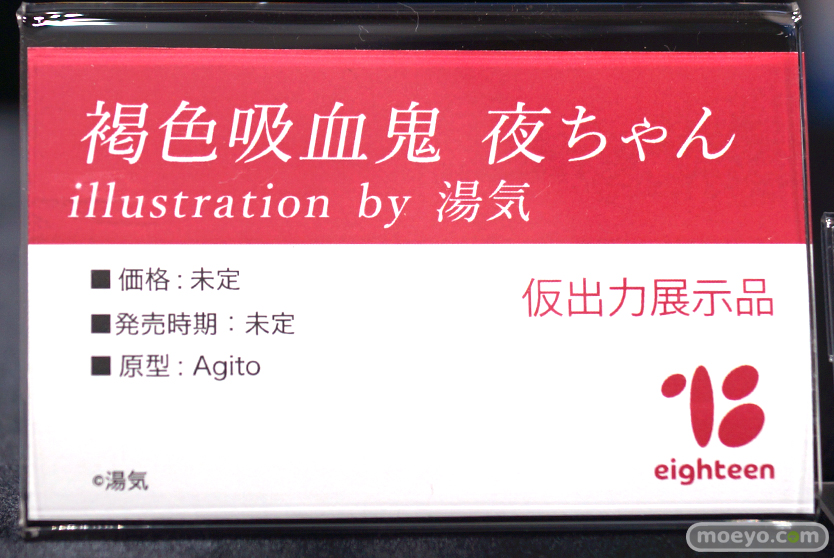 褐色吸血鬼 夜ちゃん
illustration by 湯気
■ 価格 : 未定
■発売時期 : 未定
■ 原型 : Agito
仮出力展示品
eighteen
©湯気
moeyo.com